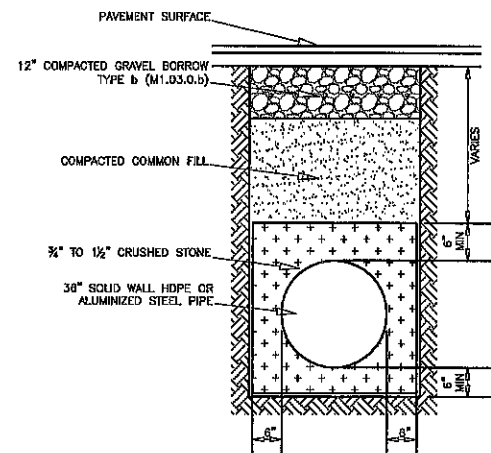 PAVEMENT SURFACE
12" COMPACTED GRAVEL BORROW
TYPE b (M1.03.0.b)
COMPACTED COMMON FILL
VARIES
¾" TO 1½" CRUSHED STONE
36" SOLID WALL HDPE OR
ALUMINIZED STEEL PIPE
6"
MIN
6"
MIN
6"
6"